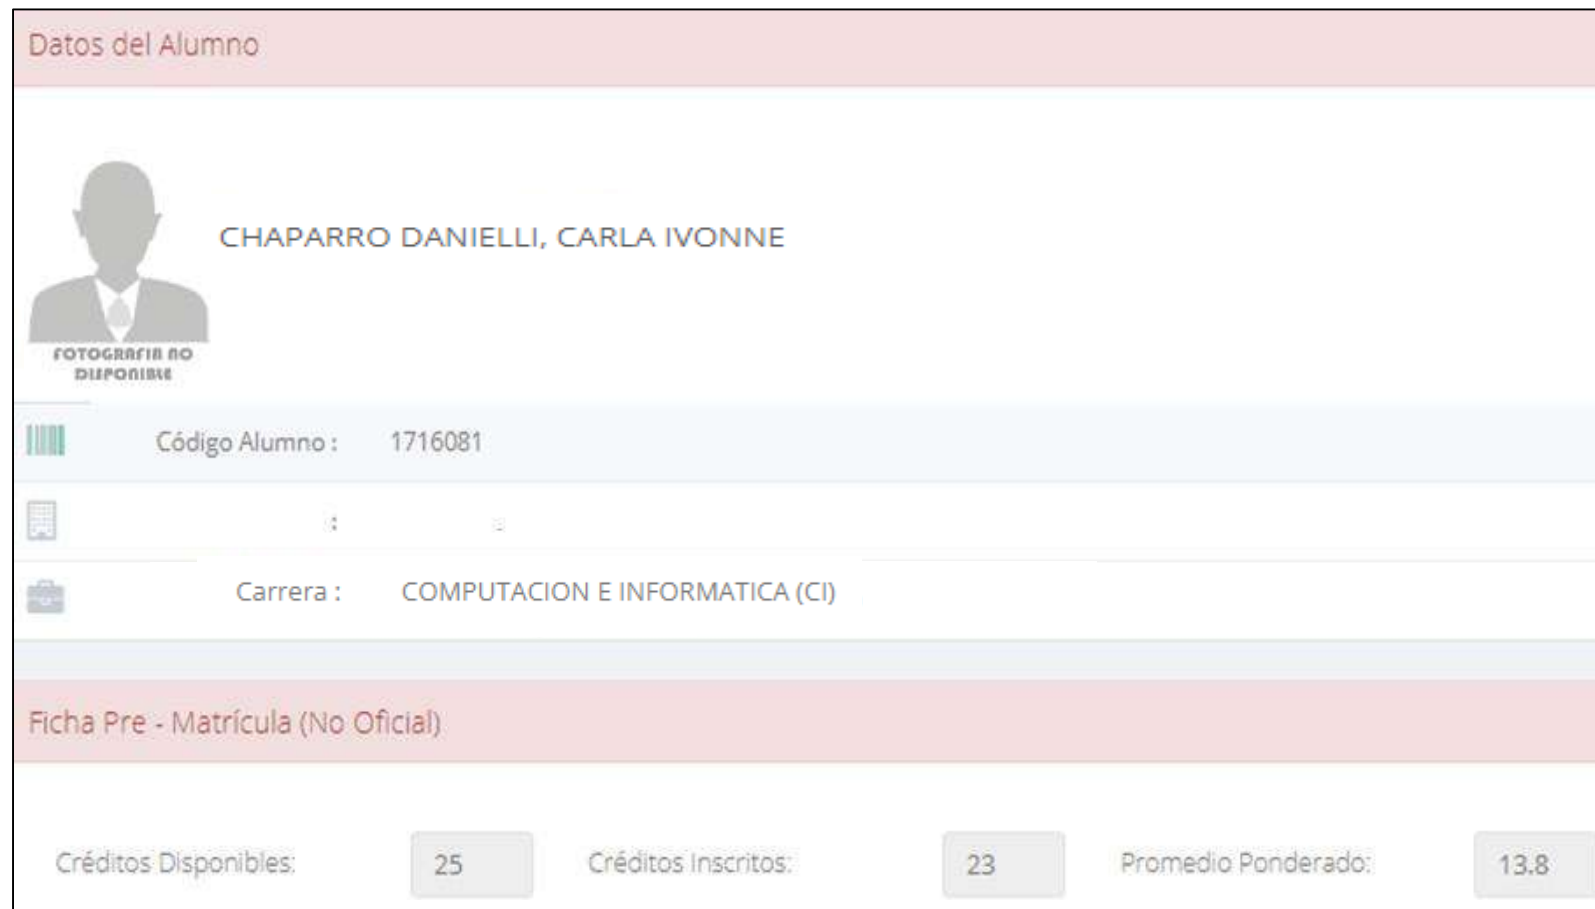 Datos del Alumno
CHAPARRO DANIELLI, CARLA IVONNE
FOTOGRAFIA NO
DISPONIBLE
Código Alumno : 1716081
:
Carrera : COMPUTACION E INFORMATICA (CI)
Ficha Pre - Matrícula (No Oficial)
Créditos Disponibles: 25 Créditos Inscritos: 23 Promedio Ponderado: 13.8